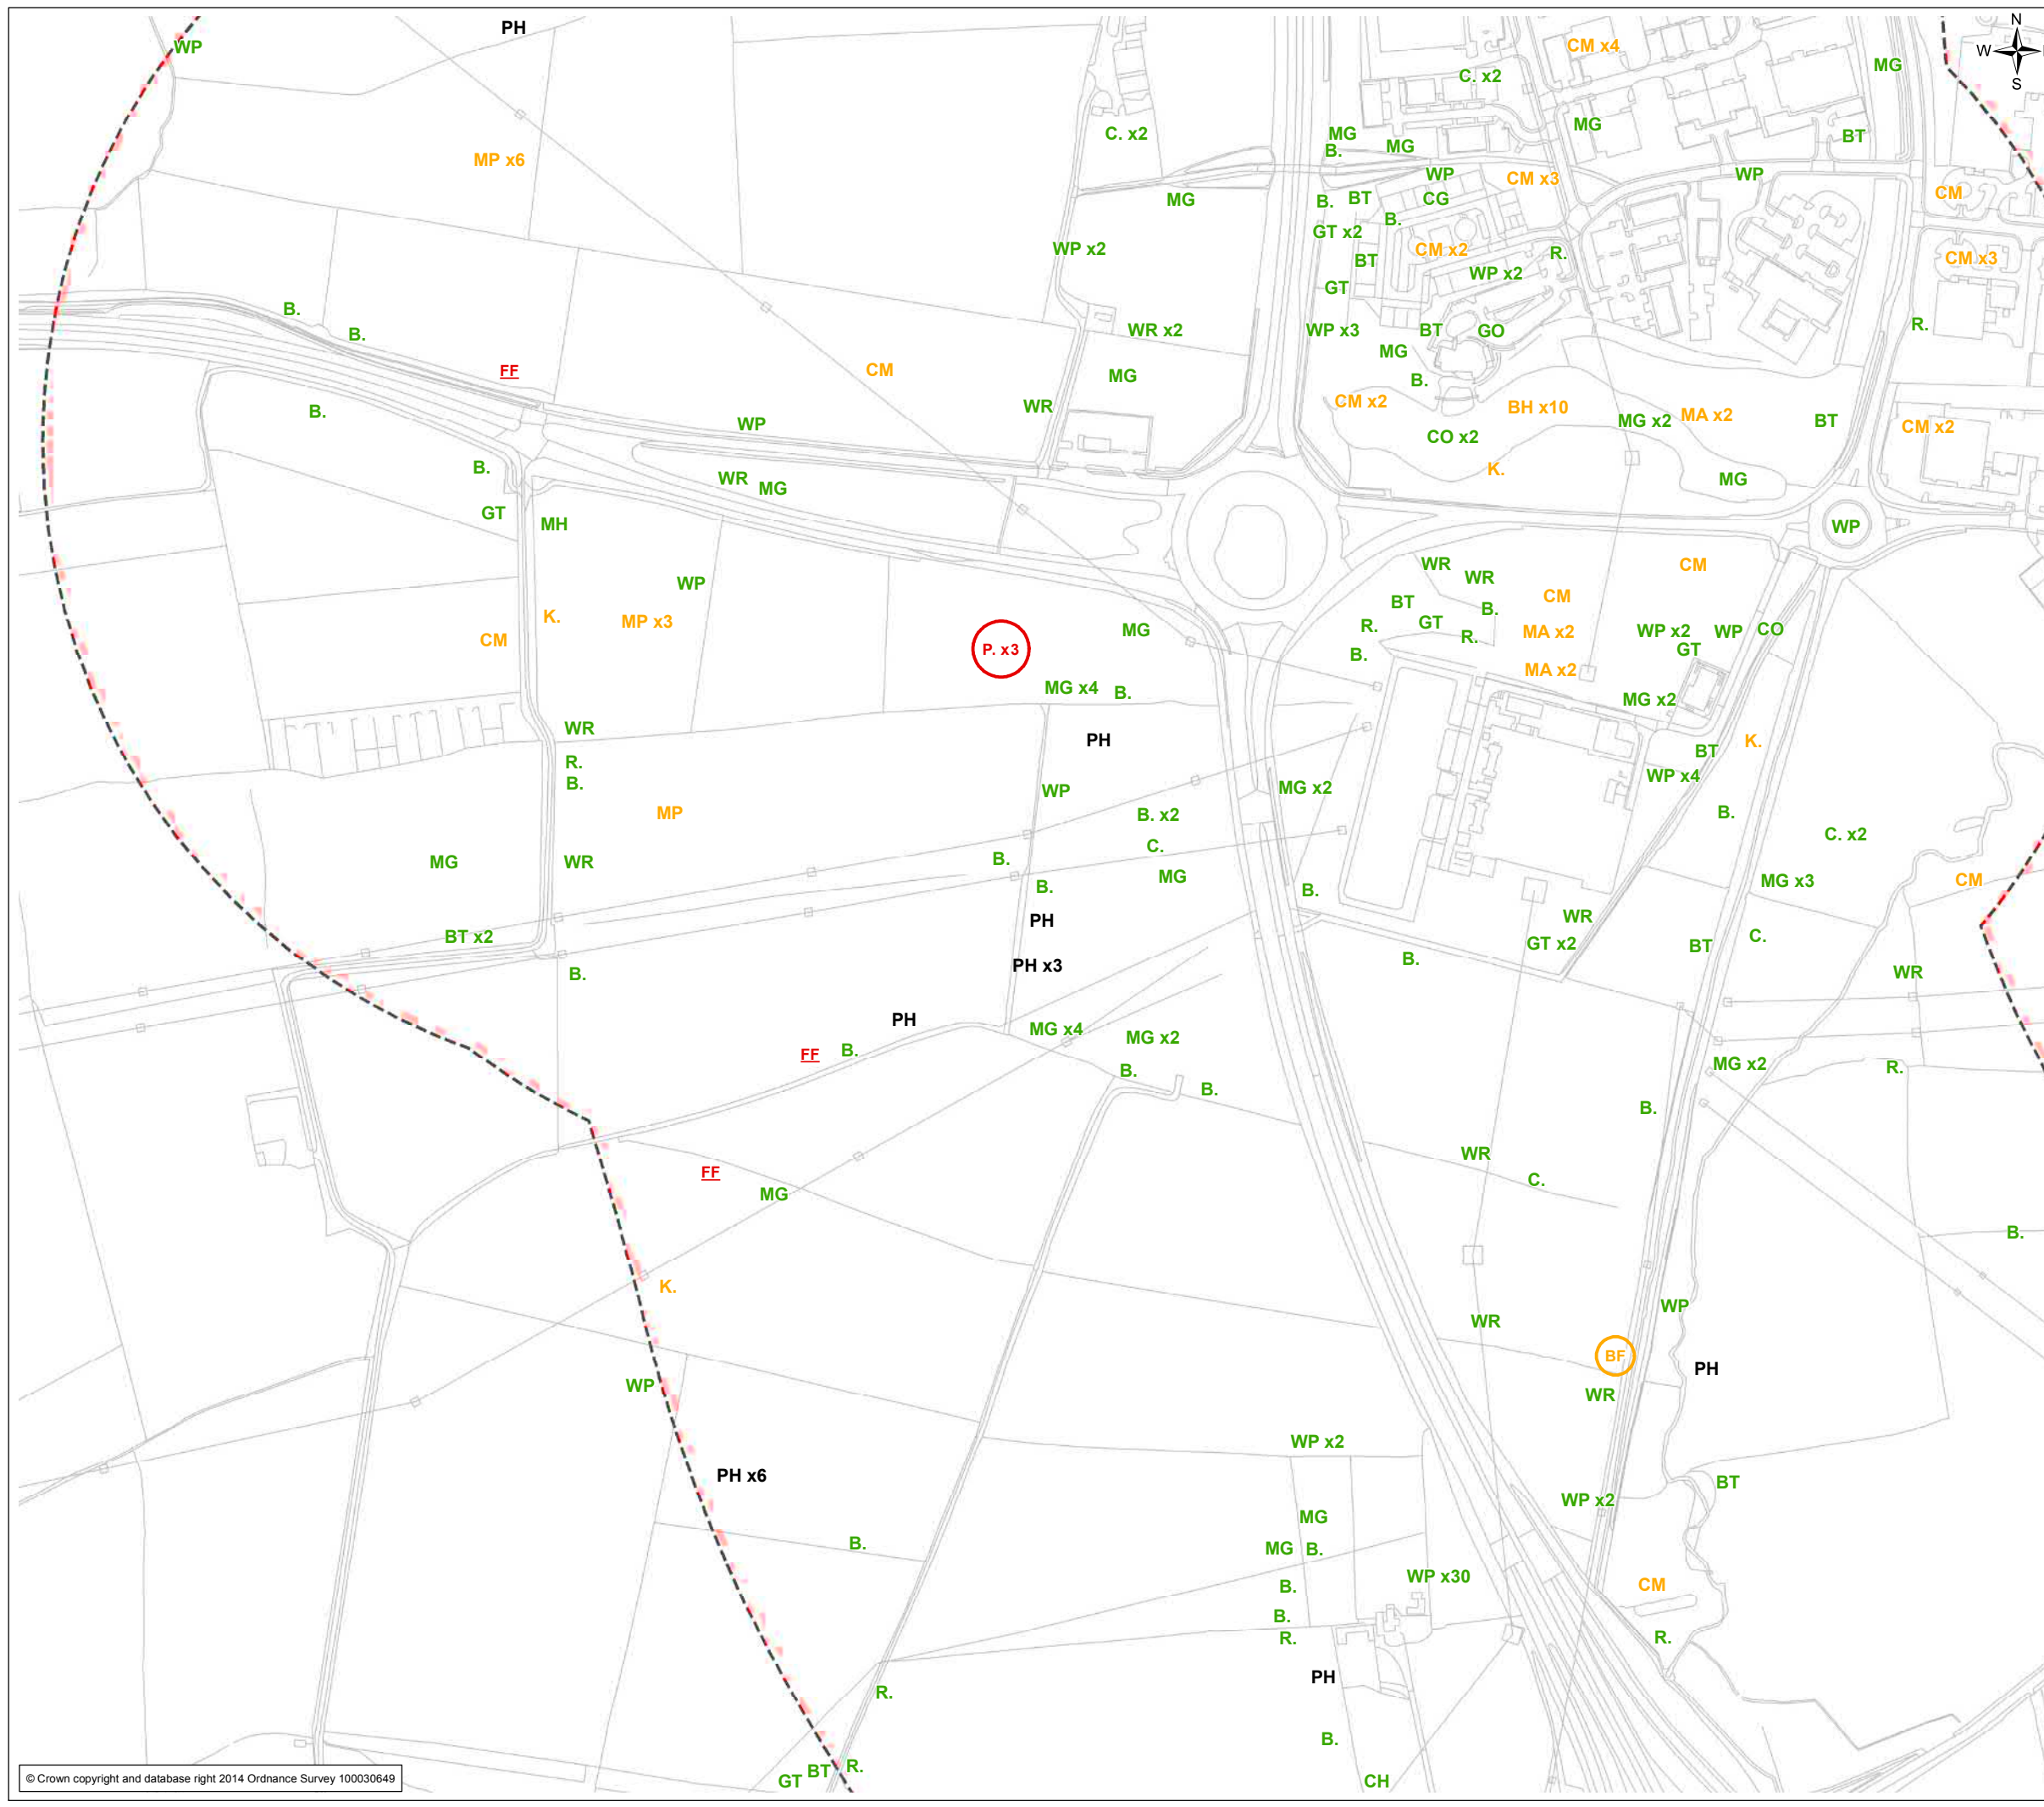 PH
N
WP
CM x4
W
MG
S
C. x2
MG
C. x2
MG
B.
MG
BT
MP x6
WP
CM x3
WP
MG
B.
BT
CG
CM
B.
GT x2
WP x2
CM x2
R.
BT
CM x3
WP x2
GT
B.
B.
WR x2
WP x3
BT
GO
R.
MG
FF
CM
MG
B.
CM x2
BH x10
MA x2
MG x2
BT
CM x2
B.
WR
WP
CO x2
B.
K.
WR
MG
MG
GT
MH
WP
WR
WR
CM
WP
CM
BT
B.
K.
MP x3
GT
CM
R.
R.
MA x2
WP x2
WP
CO
MG
P. x3
B.
GT
MA x2
MG x4
B.
MG x2
WR
PH
K.
BT
R.
B.
WP
MG x2
WP x4
MP
B. x2
B.
C. x2
C.
MG
WR
B.
MG
B.
B.
MG x3
CM
PH
WR
BT x2
GT x2
BT
C.
B.
PH x3
B.
WR
PH
MG x4
MG x2
B.
FF
B.
MG x2
R.
B.
B.
WR
FF
MG
C.
B.
K.
WP
WR
BF
PH
WP
WR
WP x2
PH x6
BT
WP x2
MG
B.
MG
B.
WP x30
B.
CM
B.
R.
R.
PH
R.
B.
R.
BT
GT
CH
© Crown copyright and database right 2014 Ordnance Survey 100030649